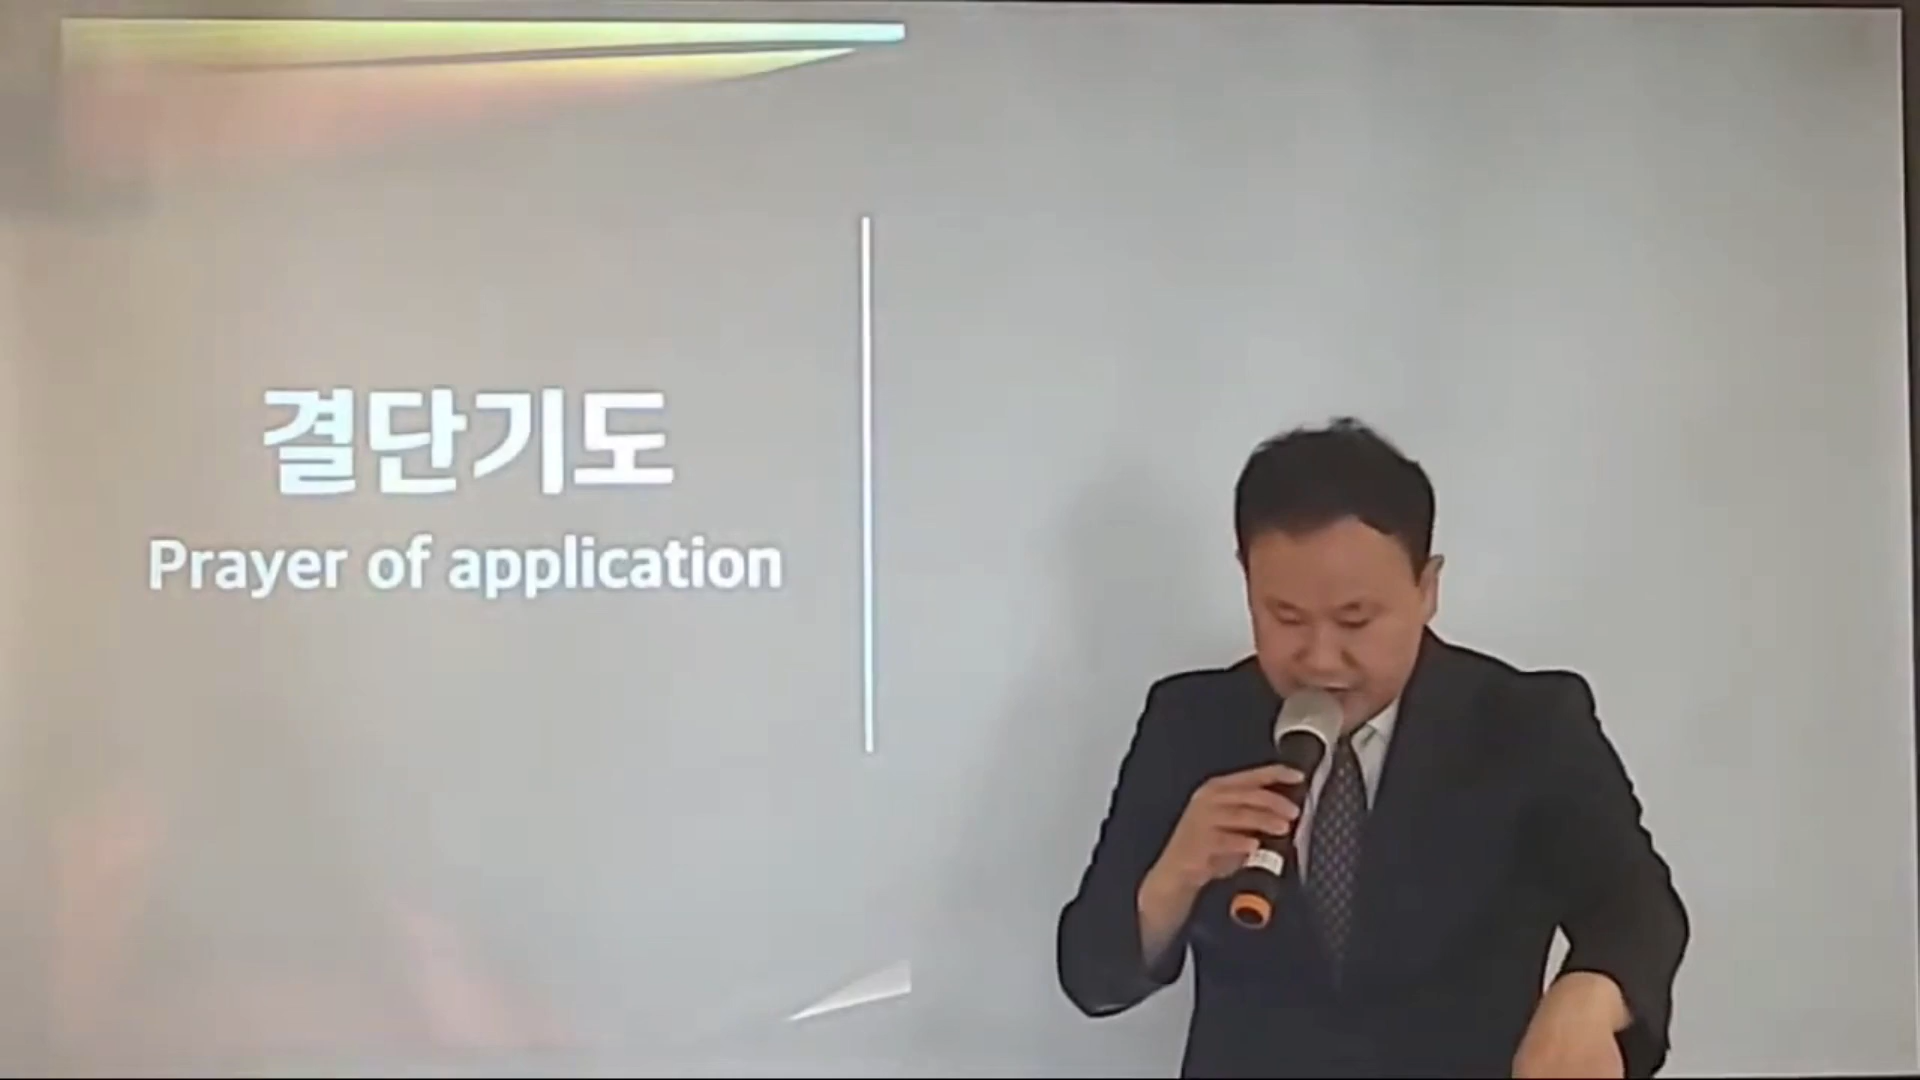 결단기도
Prayer of application